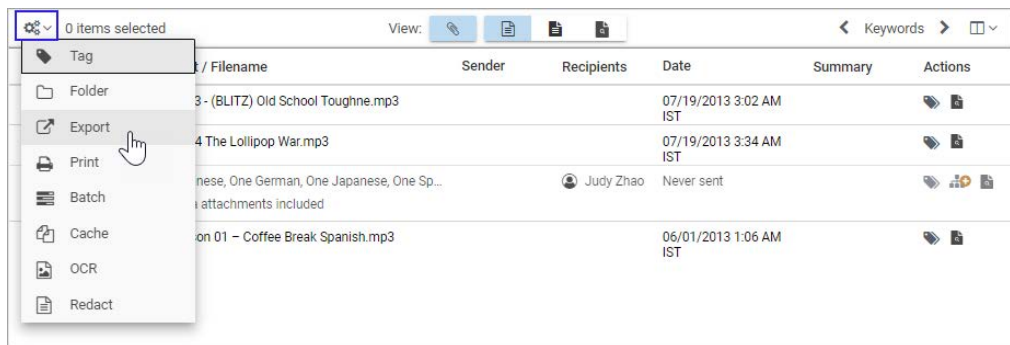 0 items selected View: Keywords
Tag
t / Filename Sender Recipients Date Summary Actions
Folder
3 - (BLITZ) Old School Toughne.mp3 07/19/2013 3:02 AM
IST
Export
4 The Lollipop War.mp3 07/19/2013 3:34 AM
IST
Print
nese, One German, One Japanese, One Sp... Judy Zhao Never sent
Batch
attachments included
Cache
on 01 – Coffee Break Spanish.mp3 06/01/2013 1:06 AM
IST
OCR
Redact